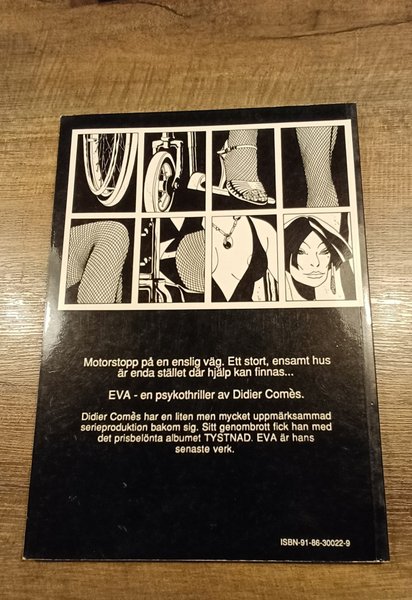 Motorstopp på en enslig väg. Ett stort, ensamt hus
är enda stället där hjälp kan finnas...
EVA - en psykothriller av Didier Comès.
Didier Comès har en liten men mycket uppmärksammad
serieproduktion bakom sig. Sitt genombrott fick han med
det prisbelönta albumet TYSTNAD. EVA är hans
senaste verk.
ISBN-91-86-30022-9